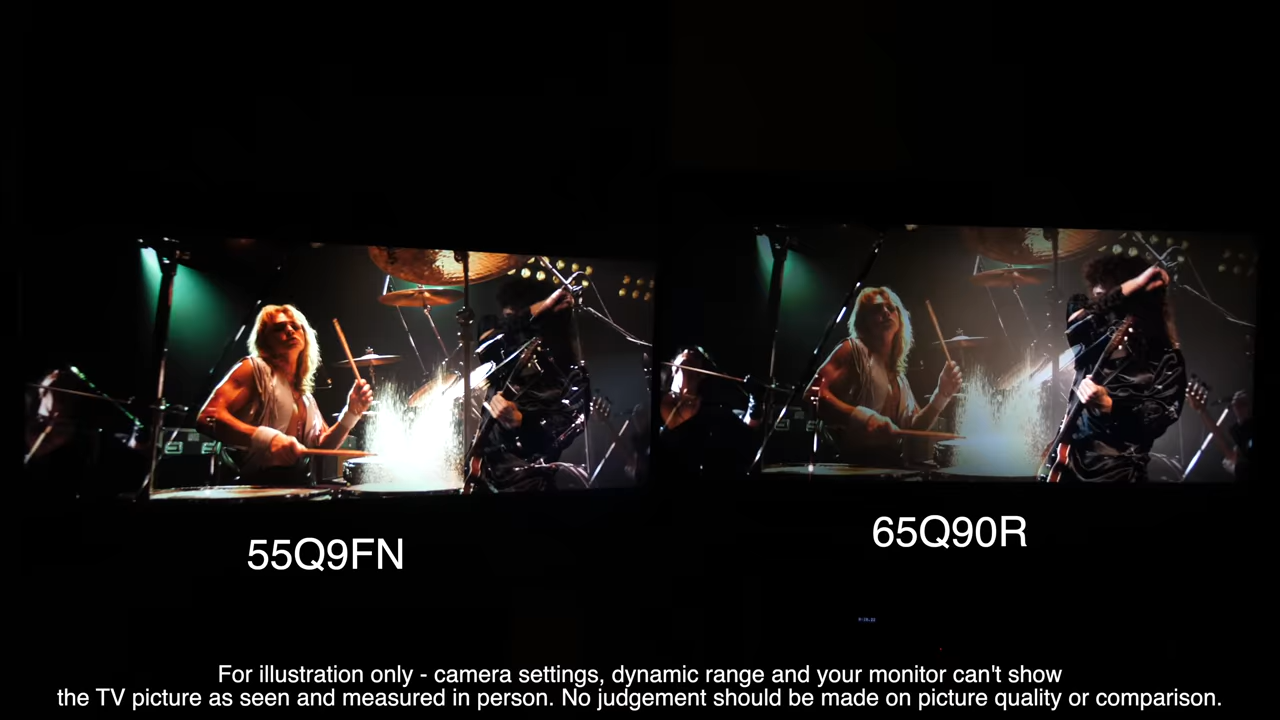 55Q9FN
65Q90R
For illustration only - camera settings, dynamic range and your monitor can't show
the TV picture as seen and measured in person. No judgement should be made on picture quality or comparison.